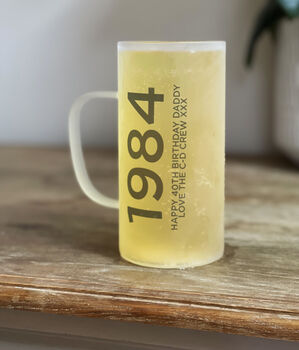 1984
HAPPY 40TH BIRTHDAY DADDY
LOVE THE C-D CREW XXX